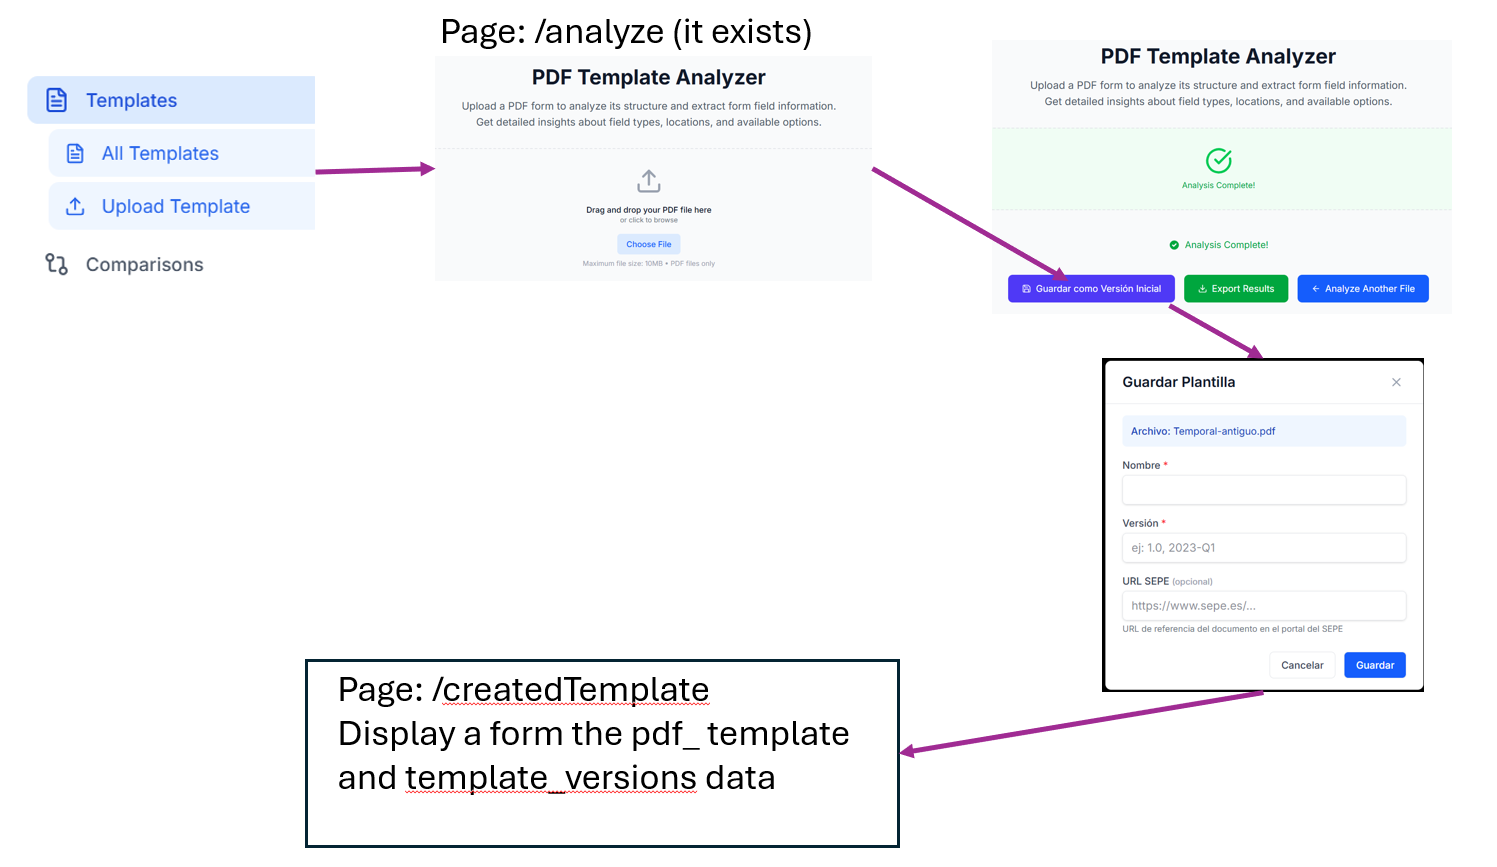 Page: /analyze (it exists)
Templates
All Templates
Upload Template
Comparisons
PDF Template Analyzer
Upload a PDF form to analyze its structure and extract form field information.
Get detailed insights about field types, locations, and available options.
Drag and drop your PDF file here
or click to browse
Choose File
Maximum file size: 10MB • PDF files only
PDF Template Analyzer
Upload a PDF form to analyze its structure and extract form field information.
Get detailed insights about field types, locations, and available options.
Analysis Complete!
Analysis Complete!
Guardar como Versión Inicial
Export Results
Analyze Another File
Guardar Plantilla
Archivo: Temporal-antiguo.pdf
Nombre *
Versión *
ej: 1.0, 2023-Q1
URL SEPE (opcional)
https://www.sepe.es/...
URL de referencia del documento en el portal del SEPE
Cancelar
Guardar
Page: /createdTemplate
Display a form the pdf_ template
and template_versions data